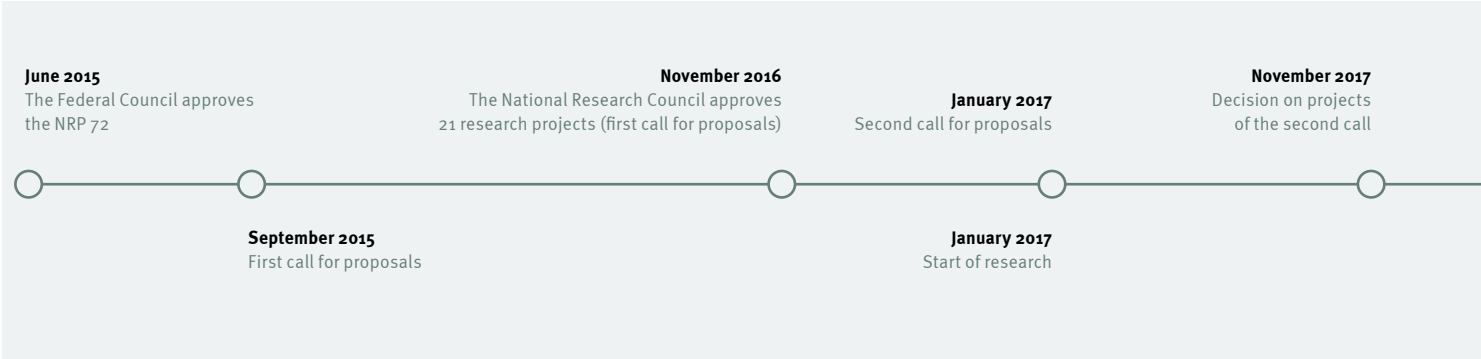 June 2015
The Federal Council approves
the NRP 72
November 2016
The National Research Council approves
21 research projects (first call for proposals)
January 2017
Second call for proposals
November 2017
Decision on projects
of the second call
September 2015
First call for proposals
January 2017
Start of research